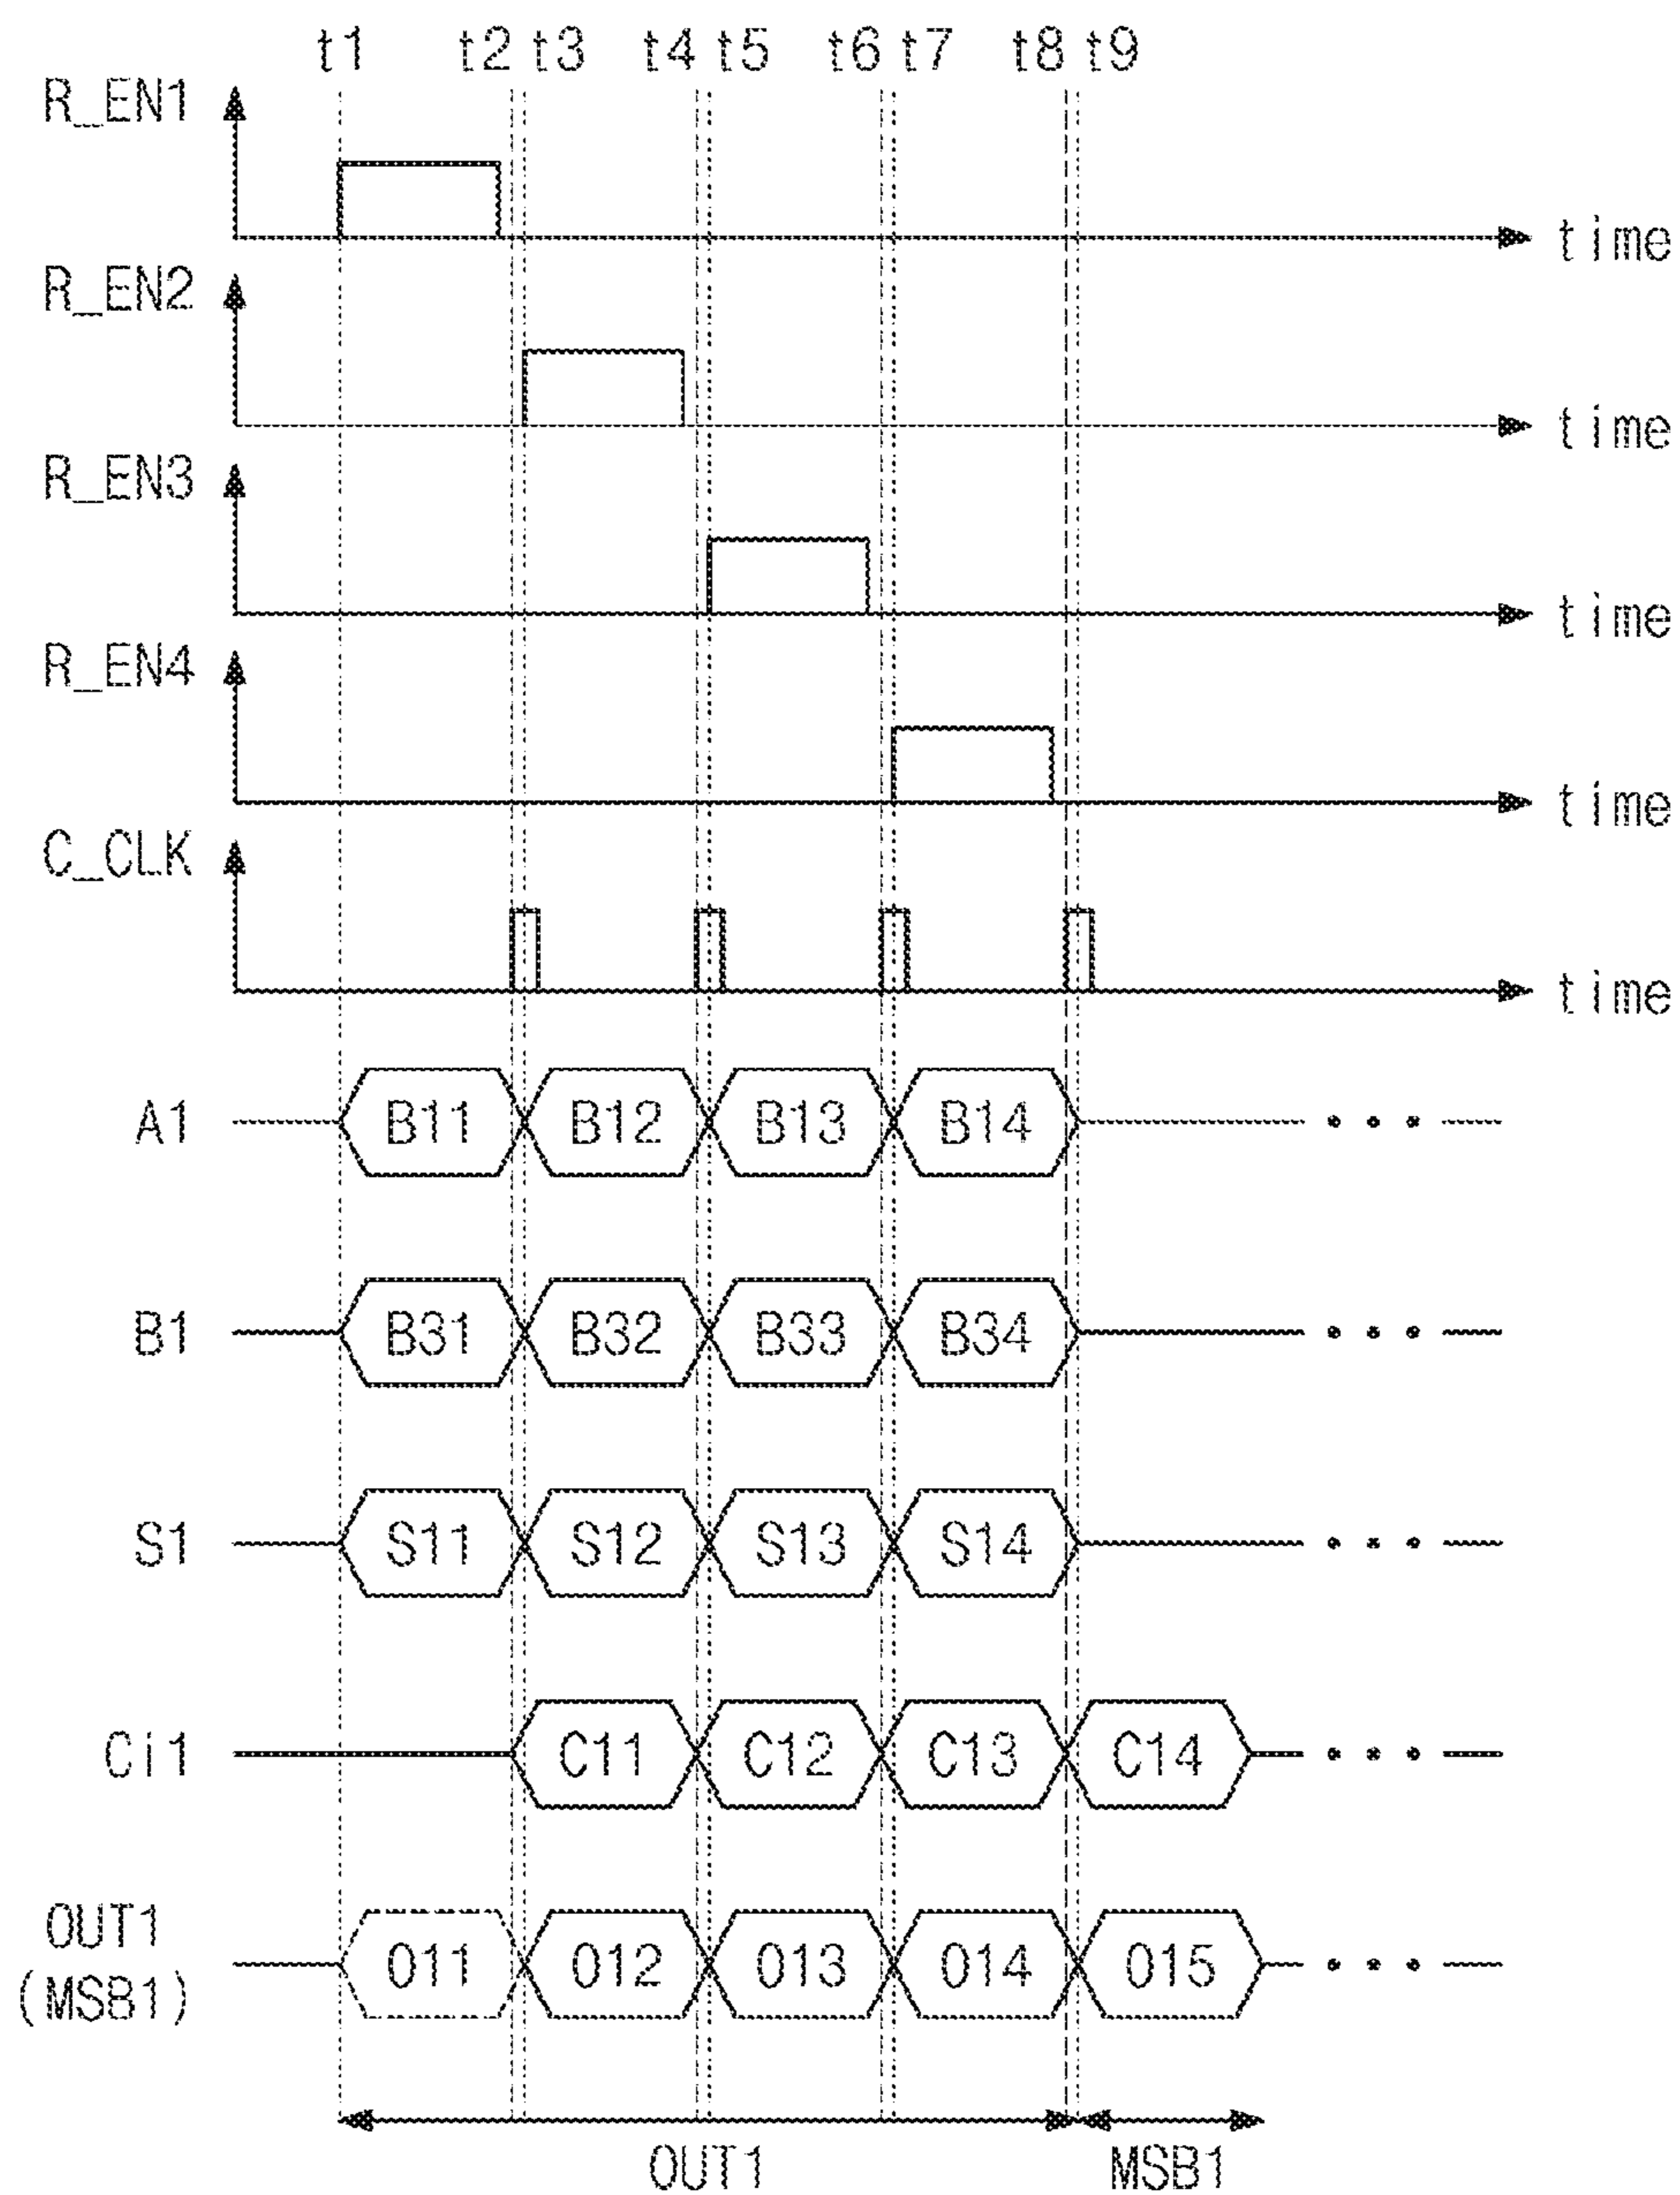 t1 t2 t3 t4 t5 t6 t7 t8 t9
R_EN1
time
R_EN2
time
R_EN3
time
R_EN4
time
C_CLK
time
A1 B11 B12 B13 B14
B1 B31 B32 B33 B34
S1 S11 S12 S13 S14
Ci1 C11 C12 C13 C14
OUT1
(MSB1)
O11 O12 O13 O14 O15
OUT1 MSB1